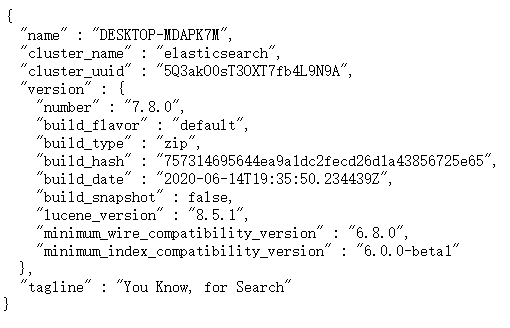 {
"name" : "DESKTOP-MDAPK7M",
"cluster_name" : "elasticsearch",
"cluster_uuid" : "5Q3akO0sT3OXT7fb4L9N9A",
"version" : {
"number" : "7.8.0",
"build_flavor" : "default",
"build_type" : "zip",
"build_hash" : "757314695644ea9a1dc2fecd26d1a43856725e65",
"build_date" : "2020-06-14T19:35:50.234439Z",
"build_snapshot" : false,
"lucene_version" : "8.5.1",
"minimum_wire_compatibility_version" : "6.8.0",
"minimum_index_compatibility_version" : "6.0.0-beta1"
},
"tagline" : "You Know, for Search"
}